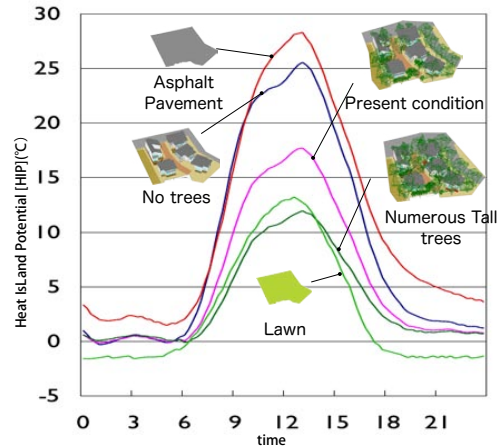 30
25
20
15
10
5
0
-5
Heat IsLand Potential [HIP](℃)
Asphalt
Pavement
Present condition
No trees
Numerous Tall
trees
Lawn
0 3 6 9 12 15 18 21
time